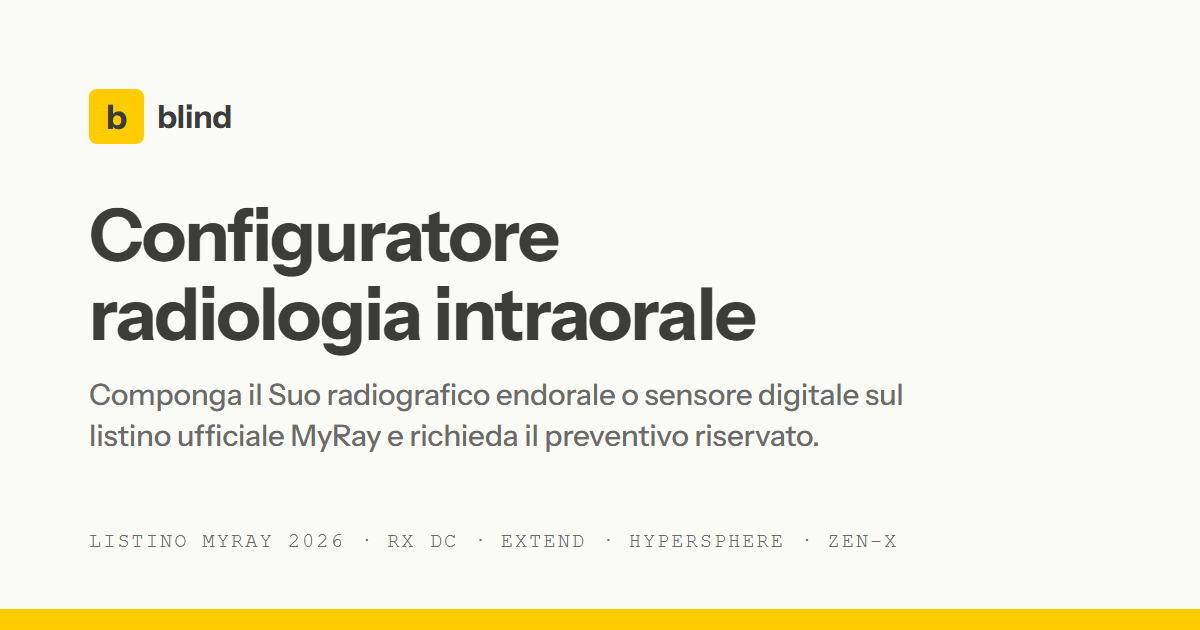 b blind
Configuratore
radiologia intraorale
Componga il Suo radiografico endorale o sensore digitale sul
listino ufficiale MyRay e richieda il preventivo riservato.
LISTINO MYRAY 2026 · RX DC · EXTEND · HYPERSPHERE · ZEN-X